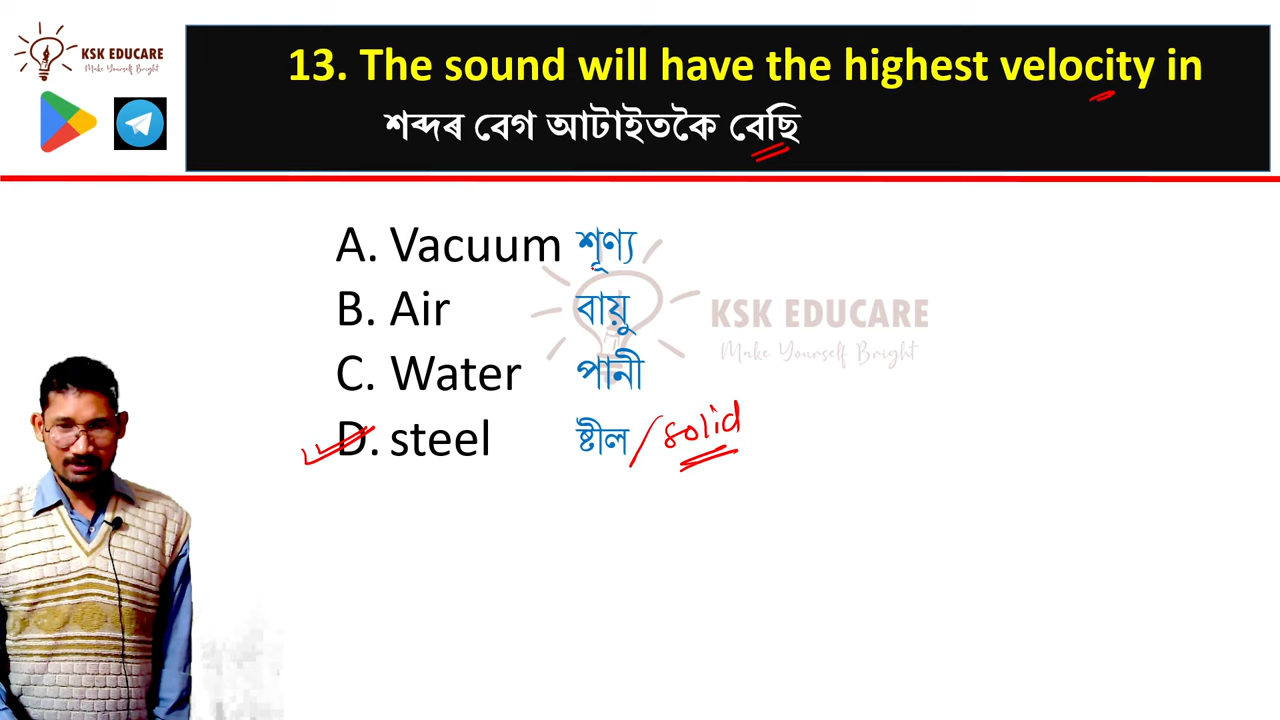 KSK EDUCARE
Make Yourself Bright
13. The sound will have the highest velocity in
শব্দৰ বেগ আটাইতকৈ বেছি
A. Vacuum শূণ্য
B. Air বায়ু
KSK EDUCARE
Make Yourself Bright
C. Water পানী
D. steel ষ্টীল / solid